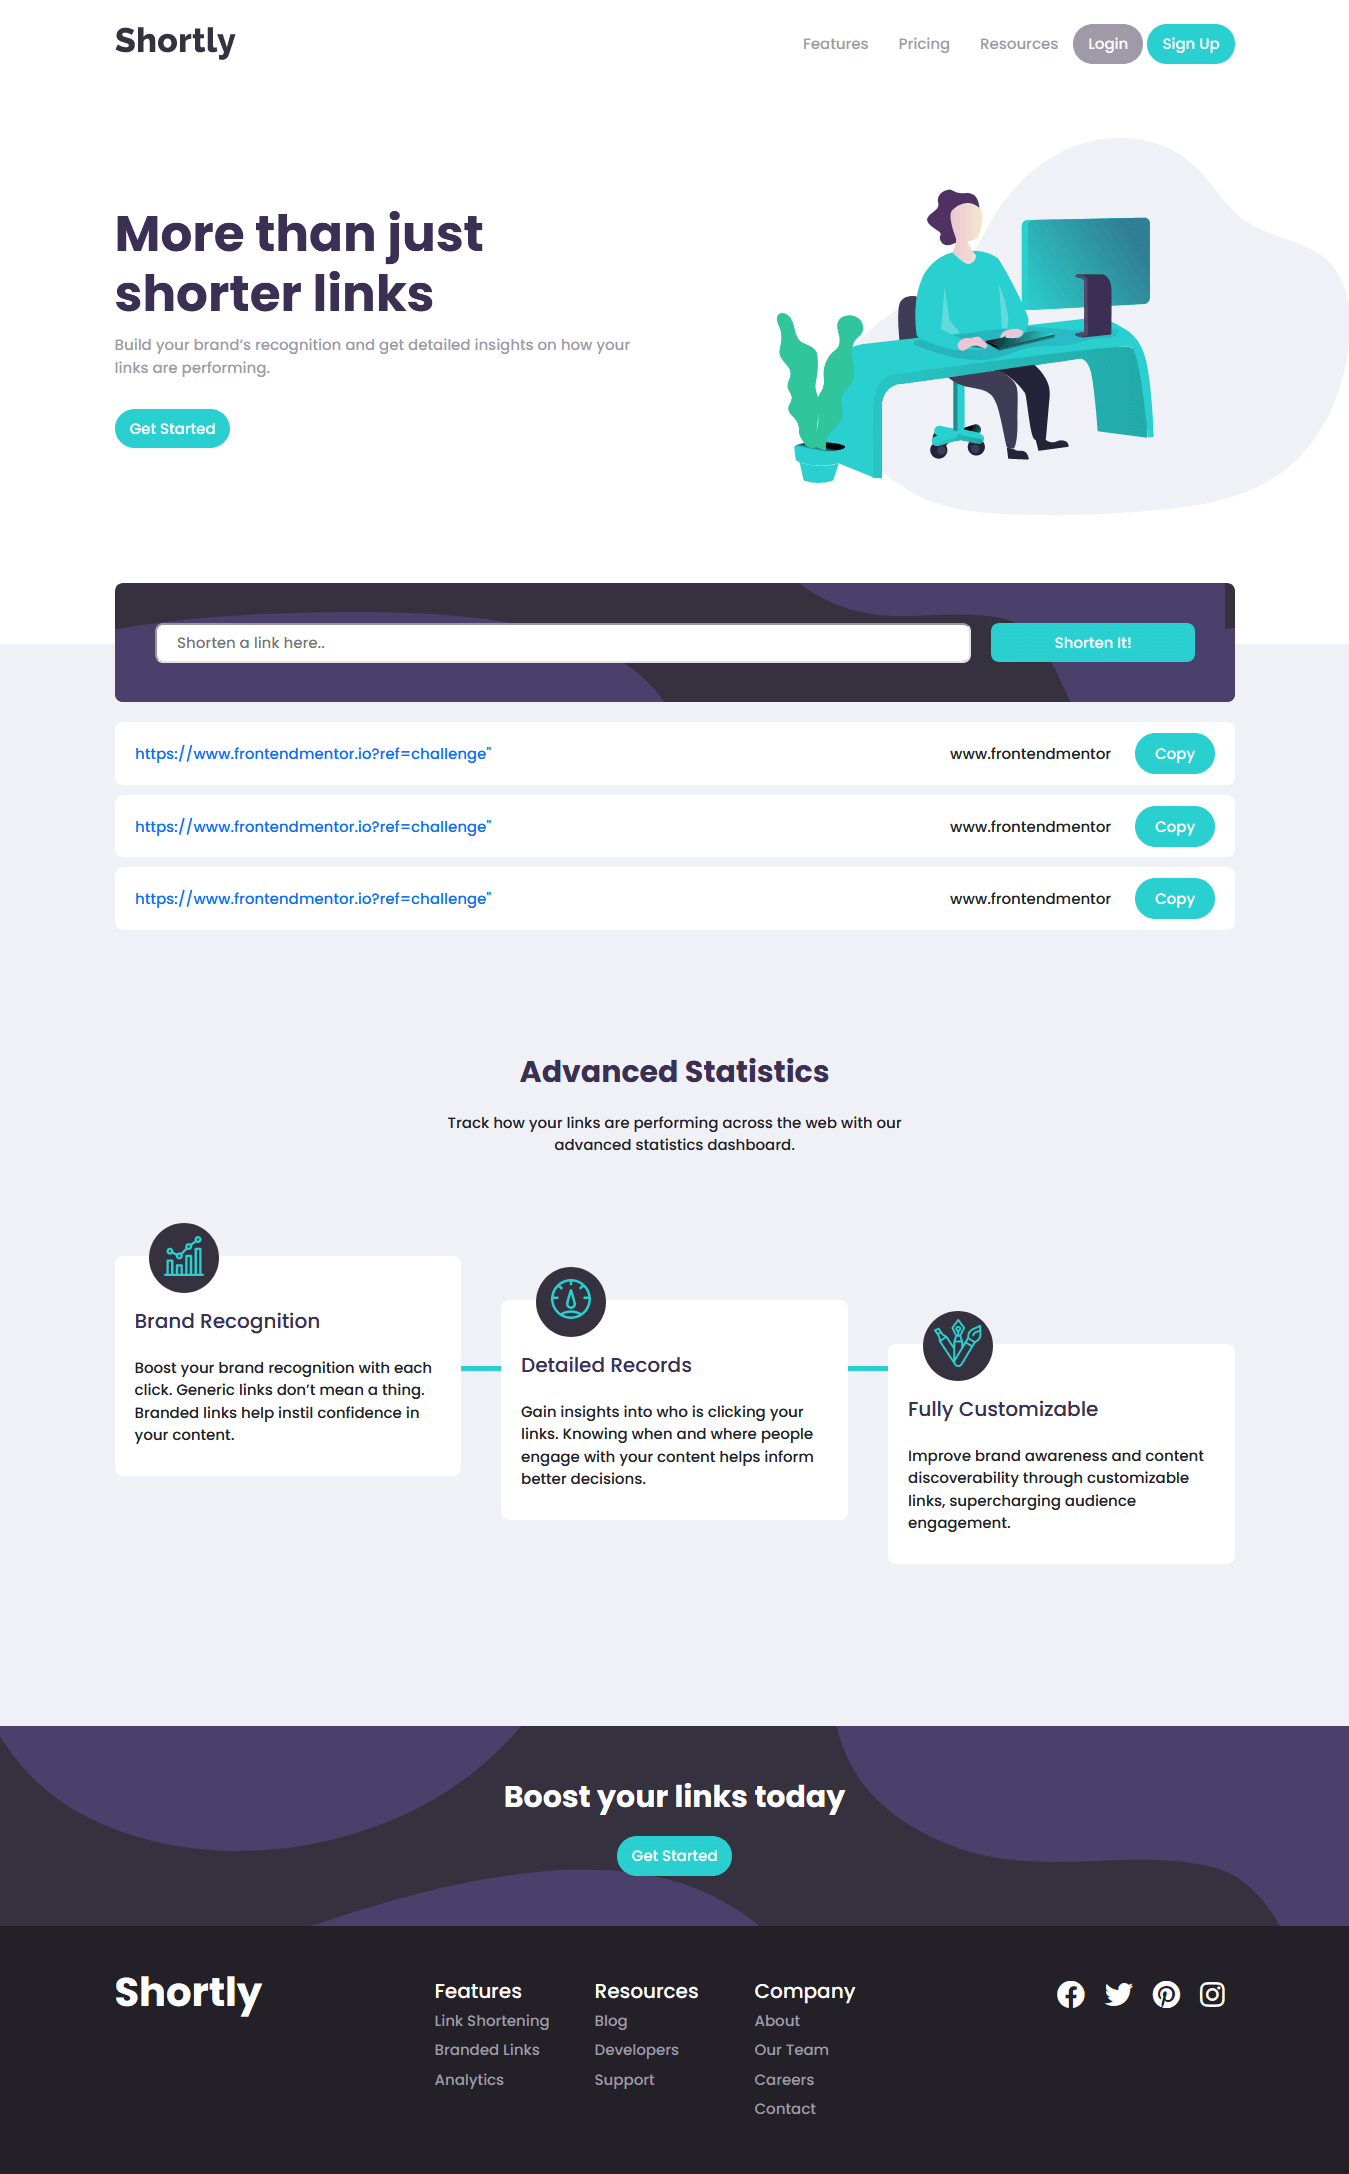 Shortly
Features Pricing Resources Login Sign Up
More than just
shorter links
Build your brand’s recognition and get detailed insights on how your
links are performing.
Get Started
Shorten a link here..
Shorten It!
https://www.frontendmentor.io?ref=challenge" www.frontendmentor Copy
https://www.frontendmentor.io?ref=challenge" www.frontendmentor Copy
https://www.frontendmentor.io?ref=challenge" www.frontendmentor Copy
Advanced Statistics
Track how your links are performing across the web with our
advanced statistics dashboard.
Brand Recognition
Boost your brand recognition with each
click. Generic links don’t mean a thing.
Branded links help instil confidence in
your content.
Detailed Records
Gain insights into who is clicking your
links. Knowing when and where people
engage with your content helps inform
better decisions.
Fully Customizable
Improve brand awareness and content
discoverability through customizable
links, supercharging audience
engagement.
Boost your links today
Get Started
Shortly
Features
Link Shortening
Branded Links
Analytics
Resources
Blog
Developers
Support
Company
About
Our Team
Careers
Contact